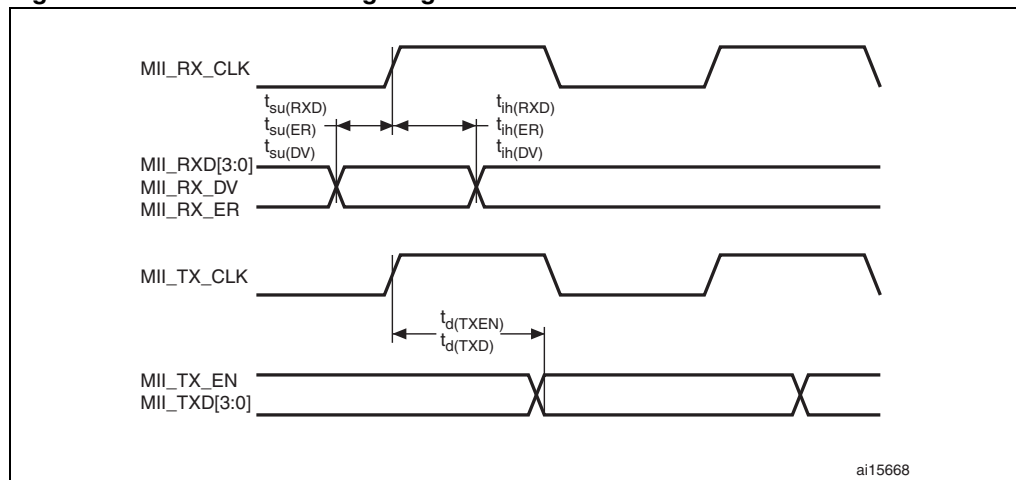 MII_RX_CLK
tsu(RXD)
tsu(ER)
tsu(DV)
tih(RXD)
tih(ER)
tih(DV)
MII_RXD[3:0]
MII_RX_DV
MII_RX_ER
MII_TX_CLK
td(TXEN)
td(TXD)
MII_TX_EN
MII_TXD[3:0]
ai15668